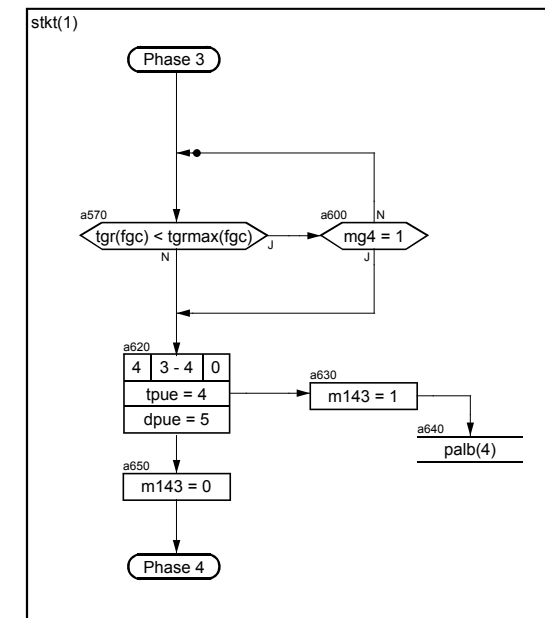 stkt(1)
Phase 3
a570
tgr(fgc) < tgrmax(fgc)
J
N
a600
mg4 = 1
N
J
a620
4 3 - 4 0
tpue = 4
dpue = 5
a630
m143 = 1
a640
palb(4)
a650
m143 = 0
Phase 4